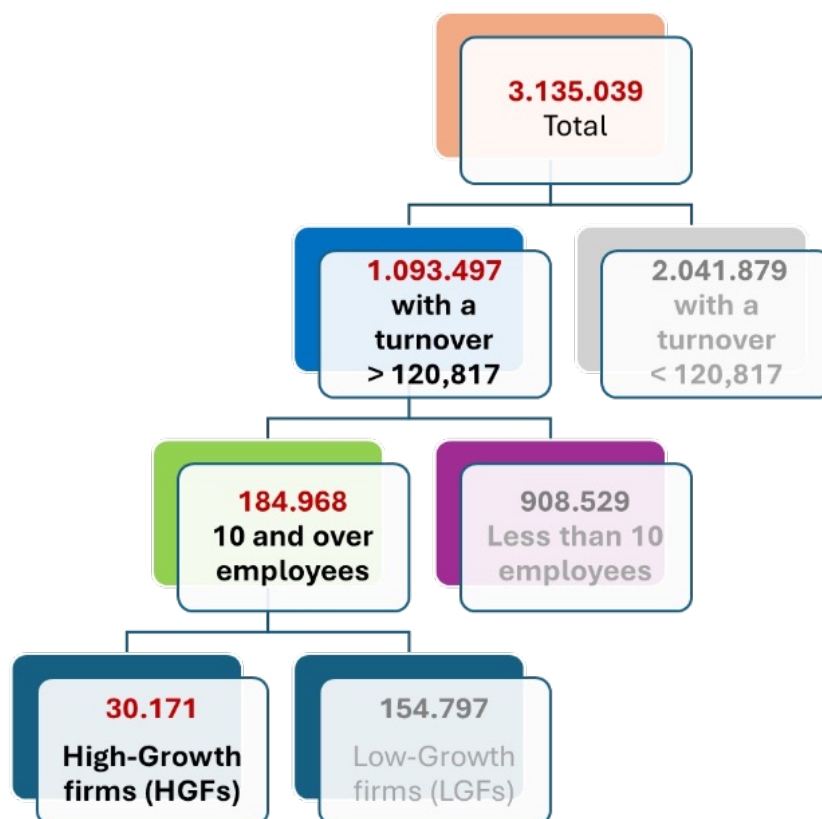 3.135.039
Total
1.093.497
with a
turnover
> 120,817
2.041.879
with a
turnover
< 120,817
184.968
10 and over
employees
908.529
Less than 10
employees
30.171
High-Growth
firms (HGFs)
154.797
Low-Growth
firms (LGFs)